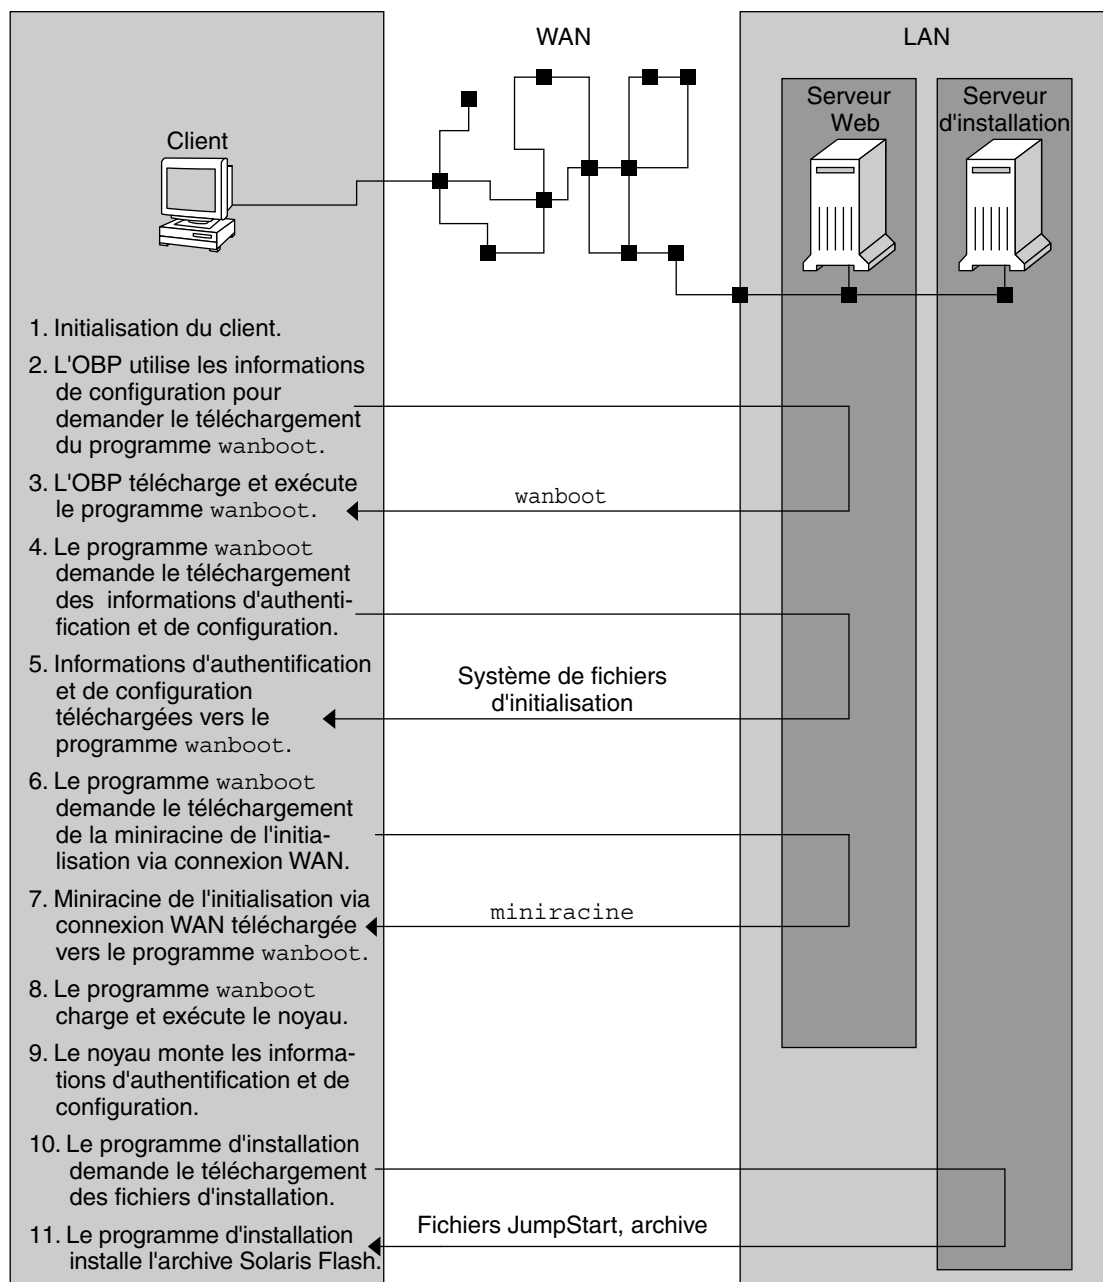 WAN
LAN
Client
Serveur
Web
Serveur
d'installation
1. Initialisation du client.
2. L'OBP utilise les informations
de configuration pour
demander le téléchargement
du programme wanboot.
3. L'OBP télécharge et exécute
le programme wanboot.
wanboot
4. Le programme wanboot
demande le téléchargement
des informations d'authenti-
fication et de configuration.
5. Informations d'authentification
et de configuration
téléchargées vers le
programme wanboot.
Système de fichiers
d'initialisation
6. Le programme wanboot
demande le téléchargement
de la miniracine de l'initia-
lisation via connexion WAN.
7. Miniracine de l'initialisation via
connexion WAN téléchargée
vers le programme wanboot.
miniracine
8. Le programme wanboot
charge et exécute le noyau.
9. Le noyau monte les informa-
tions d'authentification et de
configuration.
10. Le programme d'installation
demande le téléchargement
des fichiers d'installation.
11. Le programme d'installation
installe l'archive Solaris Flash.
Fichiers JumpStart, archive